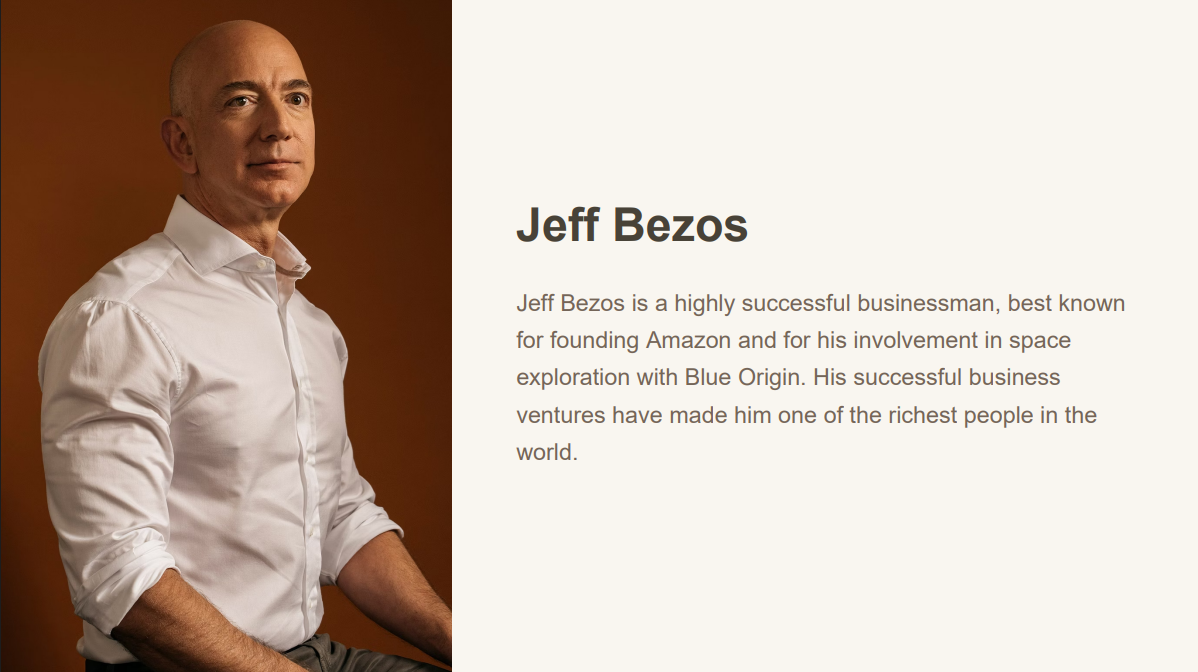 Jeff Bezos
Jeff Bezos is a highly successful businessman, best known
for founding Amazon and for his involvement in space
exploration with Blue Origin. His successful business
ventures have made him one of the richest people in the
world.